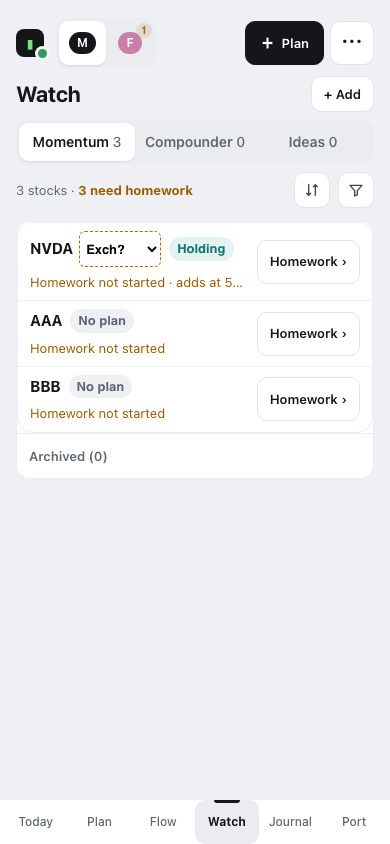 M F 1 + Plan ...
Watch + Add
Momentum 3 Compounder 0 Ideas 0
3 stocks · 3 need homework
NVDA Exch? Holding
Homework not started · adds at 5...
Homework ›
AAA No plan
Homework not started
Homework ›
BBB No plan
Homework not started
Homework ›
Archived (0)
Today Plan Flow Watch Journal Port